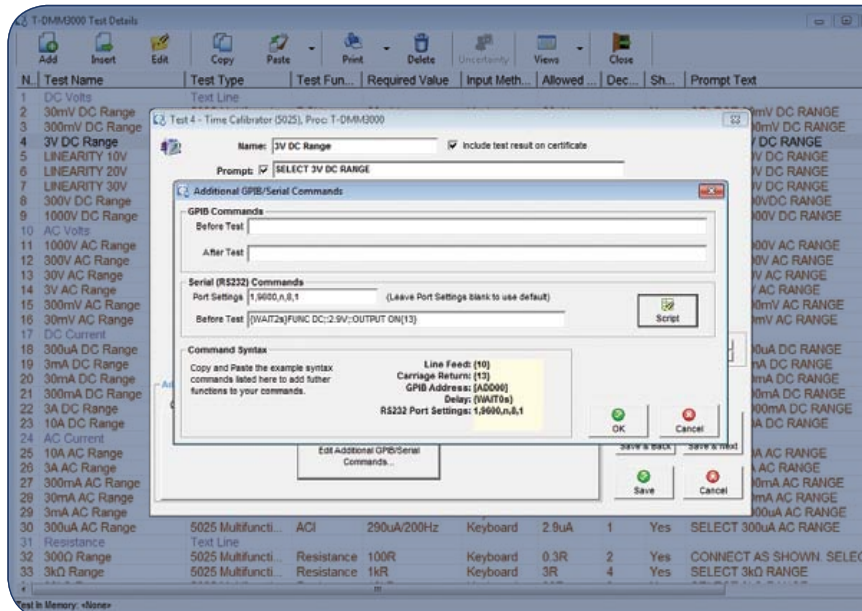 T-DMM3000 Test Details
Add Insert Edit Copy Paste Print Delete Uncertainty Views Close
N.. Test Name Test Type Test Fun... Required Value Input Meth... Allowed ... Dec... Sh... Prompt Text
1 DC Volts Text Line
2 30mV DC Range
3 300mV DC Range
4 3V DC Range
5 LINEARITY 10V
6 LINEARITY 20V
7 LINEARITY 30V
8 300V DC Range
9 1000V DC Range
10 AC Volts
11 1000V AC Range
12 300V AC Range
13 30V AC Range
14 3V AC Range
15 300mV AC Range
16 30mV AC Range
17 DC Current
18 300uA DC Range
19 3mA DC Range
20 30mA DC Range
21 300mA DC Range
22 3A DC Range
23 10A DC Range
24 AC Current
25 10A AC Range
26 3A AC Range
27 300mA AC Range
28 30mA AC Range
29 3mA AC Range
30 300uA AC Range 5025 Multifuncti... ACI 290uA/200Hz Keyboard 2.9uA 1 Yes SELECT 300uA AC RANGE
31 Resistance Text Line
32 300Ω Range 5025 Multifuncti... Resistance 100R Keyboard 0.3R 2 Yes CONNECT AS SHOWN. SELEC
33 3kΩ Range 5025 Multifuncti... Resistance 1kR Keyboard 3R 4 Yes SELECT 3kΩ RANGE
Test In Memory: <None>
Test 4 - Time Calibrator (5025), Proc: T-DMM3000
Name: 3V DC Range Include test result on certificate
Prompt: SELECT 3V DC RANGE
Additional GPIB/Serial Commands
GPIB Commands
Before Test
After Test
Serial (RS232) Commands
Port Settings 1,9600,n,8,1 (Leave Port Settings blank to use default)
Before Test {WAIT2s}FUNC DC;:2.9V;:OUTPUT ON{13}
Script
Command Syntax
Copy and Paste the example syntax
commands listed here to add futher
functions to your commands.
Line Feed: {10}
Carriage Return: {13}
GPIB Address: {ADD00}
Delay: {WAIT0s}
RS232 Port Settings: 1,9600,n,8,1
OK Cancel
Edit Additional GPIB/Serial
Commands...
Save & Back Save & Next
Save Cancel